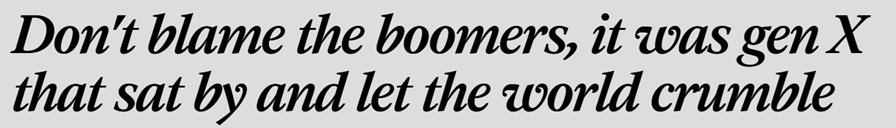 Don't blame the boomers, it was gen X
that sat by and let the world crumble